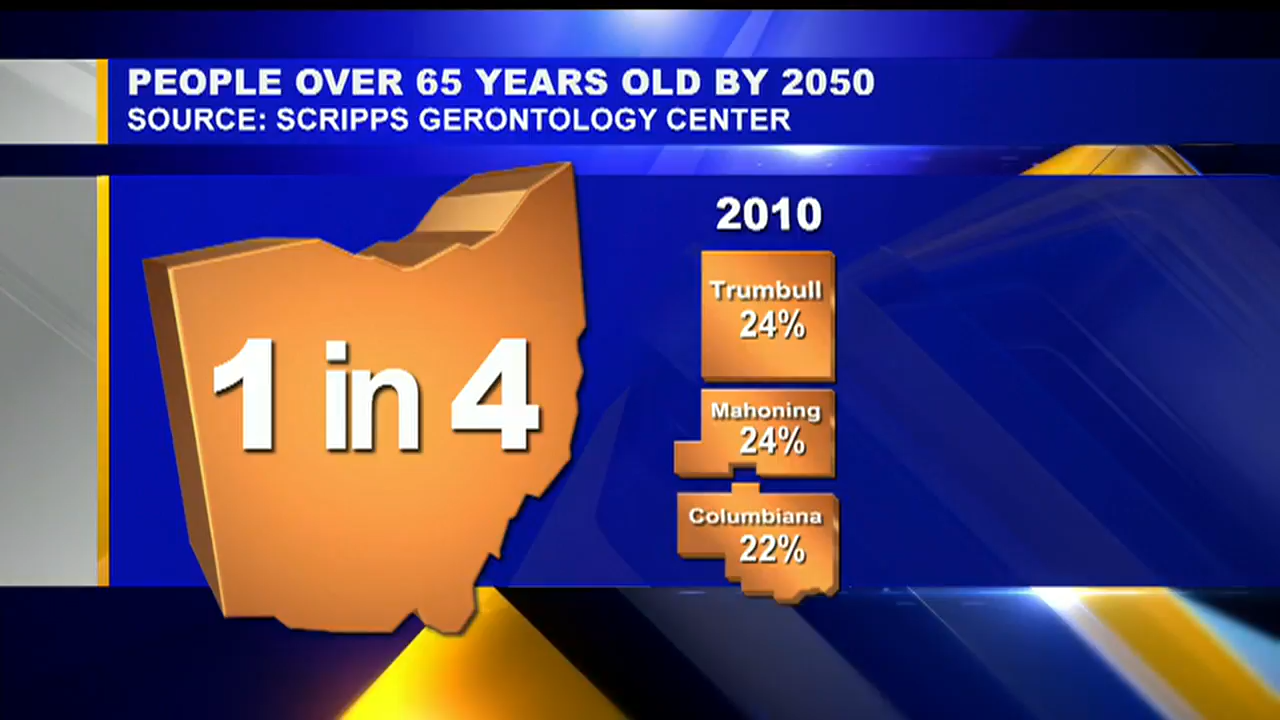 PEOPLE OVER 65 YEARS OLD BY 2050
SOURCE: SCRIPPS GERONTOLOGY CENTER
1 in 4
2010
Trumbull
24%
Mahoning
24%
Columbiana
22%